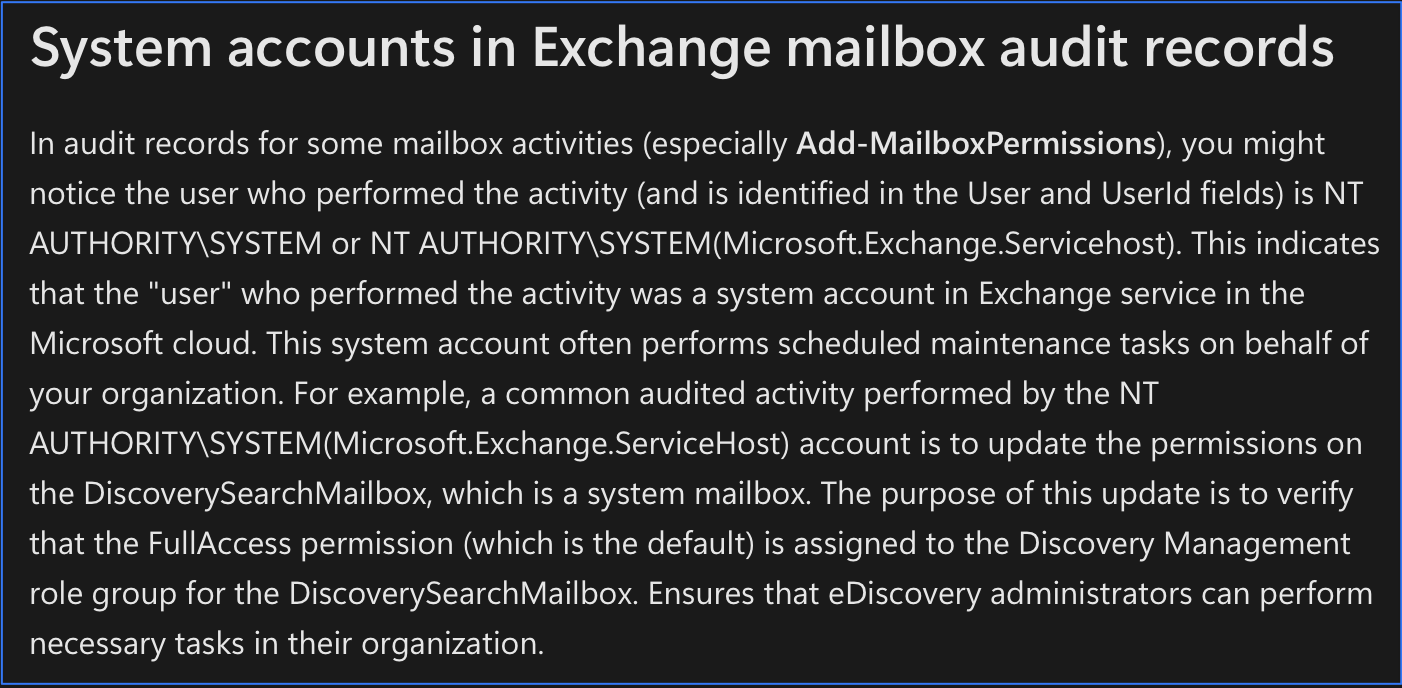 System accounts in Exchange mailbox audit records
In audit records for some mailbox activities (especially Add-MailboxPermissions), you might
notice the user who performed the activity (and is identified in the User and UserId fields) is NT
AUTHORITY\SYSTEM or NT AUTHORITY\SYSTEM(Microsoft.Exchange.Servicehost). This indicates
that the "user" who performed the activity was a system account in Exchange service in the
Microsoft cloud. This system account often performs scheduled maintenance tasks on behalf of
your organization. For example, a common audited activity performed by the NT
AUTHORITY\SYSTEM(Microsoft.Exchange.ServiceHost) account is to update the permissions on
the DiscoverySearchMailbox, which is a system mailbox. The purpose of this update is to verify
that the FullAccess permission (which is the default) is assigned to the Discovery Management
role group for the DiscoverySearchMailbox. Ensures that eDiscovery administrators can perform
necessary tasks in their organization.